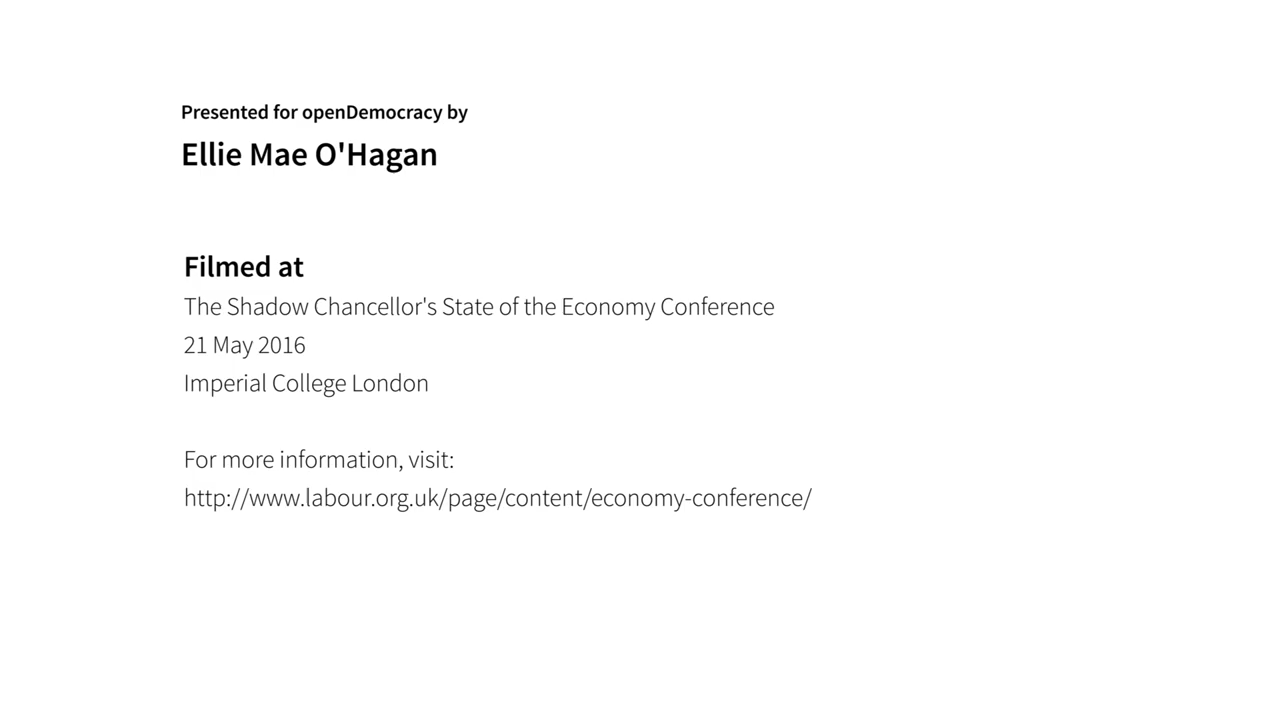 Presented for openDemocracy by
Ellie Mae O'Hagan
Filmed at
The Shadow Chancellor's State of the Economy Conference
21 May 2016
Imperial College London
For more information, visit:
http://www.labour.org.uk/page/content/economy-conference/